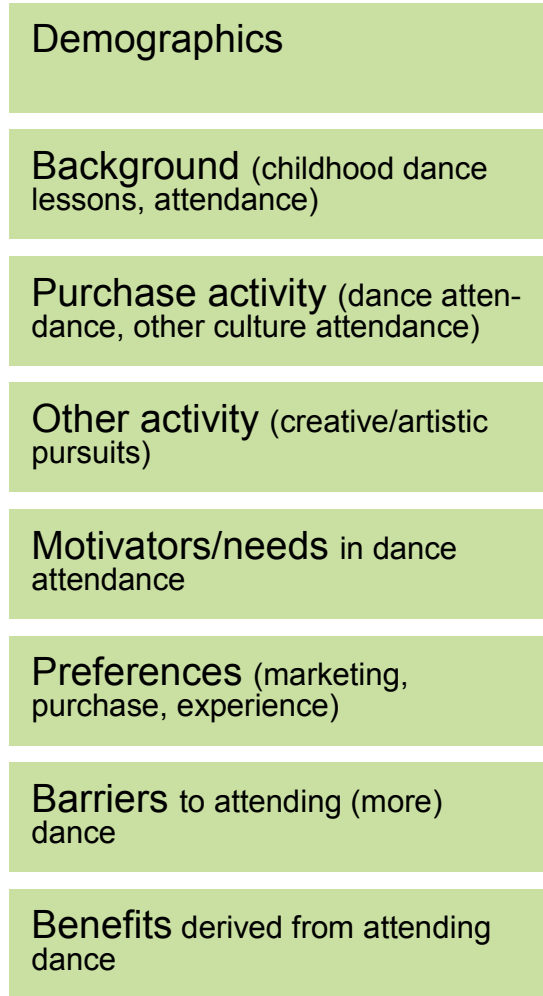 Demographics
Background (childhood dance
lessons, attendance)
Purchase activity (dance atten-
dance, other culture attendance)
Other activity (creative/artistic
pursuits)
Motivators/needs in dance
attendance
Preferences (marketing,
purchase, experience)
Barriers to attending (more)
dance
Benefits derived from attending
dance